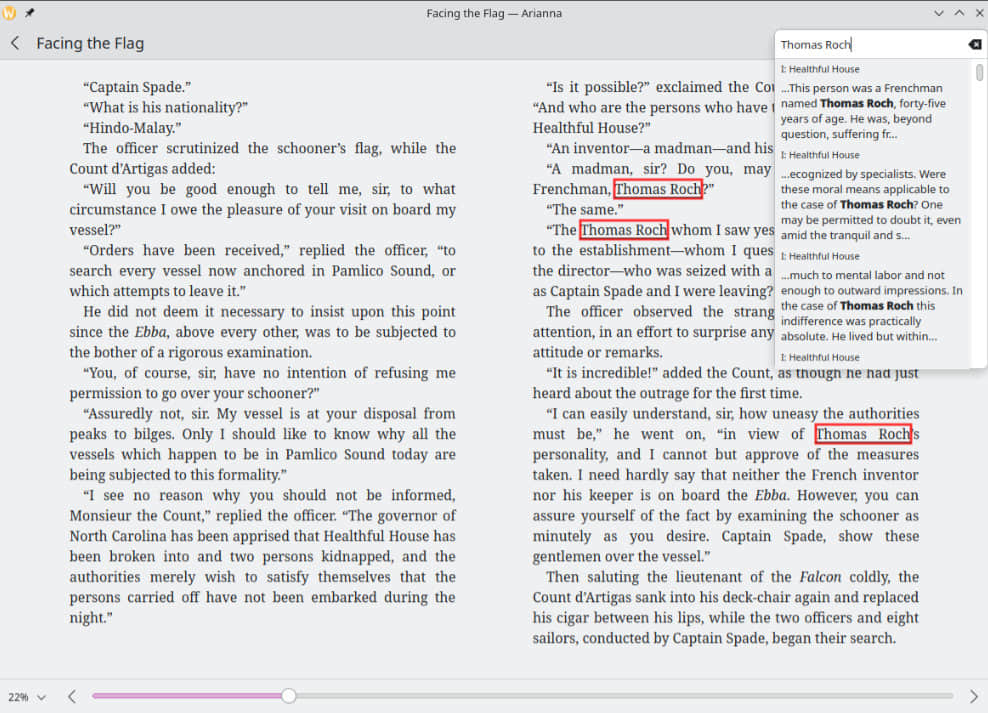 Facing the Flag — Arianna
Facing the Flag
Thomas Roch
“Captain Spade.”
“What is his nationality?”
“Hindo-Malay.”
The officer scrutinized the schooner’s flag, while the
Count d’Artigas added:
“Will you be good enough to tell me, sir, to what
circumstance I owe the pleasure of your visit on board my
vessel?”
“Orders have been received,” replied the officer, “to
search every vessel now anchored in Pamlico Sound, or
which attempts to leave it.”
He did not deem it necessary to insist upon this point
since the Ebba, above every other, was to be subjected to
the bother of a rigorous examination.
“You, of course, sir, have no intention of refusing me
permission to go over your schooner?”
“Assuredly not, sir. My vessel is at your disposal from
peaks to bilges. Only I should like to know why all the
vessels which happen to be in Pamlico Sound today are
being subjected to this formality.”
“I see no reason why you should not be informed,
Monsieur the Count,” replied the officer. “The governor of
North Carolina has been apprised that Healthful House has
been broken into and two persons kidnapped, and the
authorities merely wish to satisfy themselves that the
persons carried off have not been embarked during the
night.”
“Is it possible?” exclaimed the
“And who are the persons who have
Healthful House?”
“An inventor—a madman—and his
“A madman, sir? Do you, may
Frenchman, Thomas Roch?”
“The same.”
“The Thomas Roch whom I saw
to the establishment—whom I
the director—who was seized with a
as Captain Spade and I were leaving?
The officer observed the
attention, in an effort to surprise any
attitude or remarks.
“It is incredible!” added the Count, as though he had just
heard about the outrage for the first time.
“I can easily understand, sir, how uneasy the authorities
must be,” he went on, “in view of Thomas Roch’s
personality, and I cannot but approve of the measures
taken. I need hardly say that neither the French inventor
nor his keeper is on board the Ebba. However, you can
assure yourself of the fact by examining the schooner as
minutely as you desire. Captain Spade, show these
gentlemen over the vessel.”
Then saluting the lieutenant of the Falcon coldly, the
Count d’Artigas sank into his deck-chair again and replaced
his cigar between his lips, while the two officers and eight
sailors, conducted by Captain Spade, began their search.
I: Healthful House
...This person was a Frenchman
named Thomas Roch, forty-five
years of age. He was, beyond
question, suffering fr...
I: Healthful House
...ecognized by specialists. Were
these moral means applicable to
the case of Thomas Roch? One
may be permitted to doubt it, even
amid the tranquil and s...
I: Healthful House
...much to mental labor and not
enough to outward impressions. In
the case of Thomas Roch this
indifference was practically
absolute. He lived but within...
I: Healthful House
22%